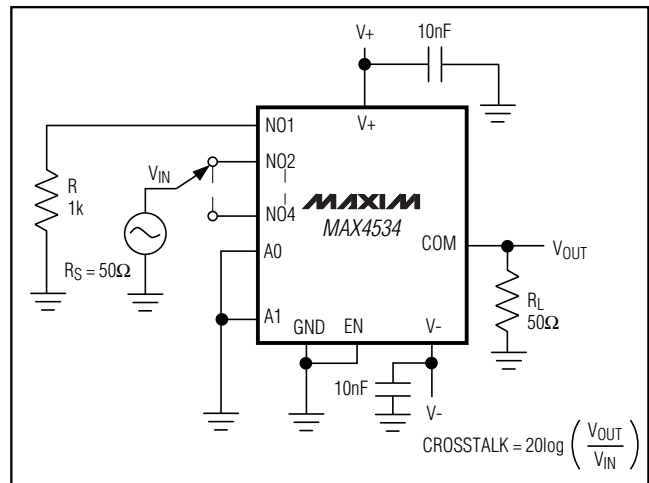 V+
10nF
V+
NO1
NO2
NO4
A0
A1
GND
EN
V-
COM
MAXIM
MAX4534
R
1k
VIN
RS = 50Ω
VOUT
RL
50Ω
10nF
V-
CROSSTALK = 20log ( VOUT / VIN )